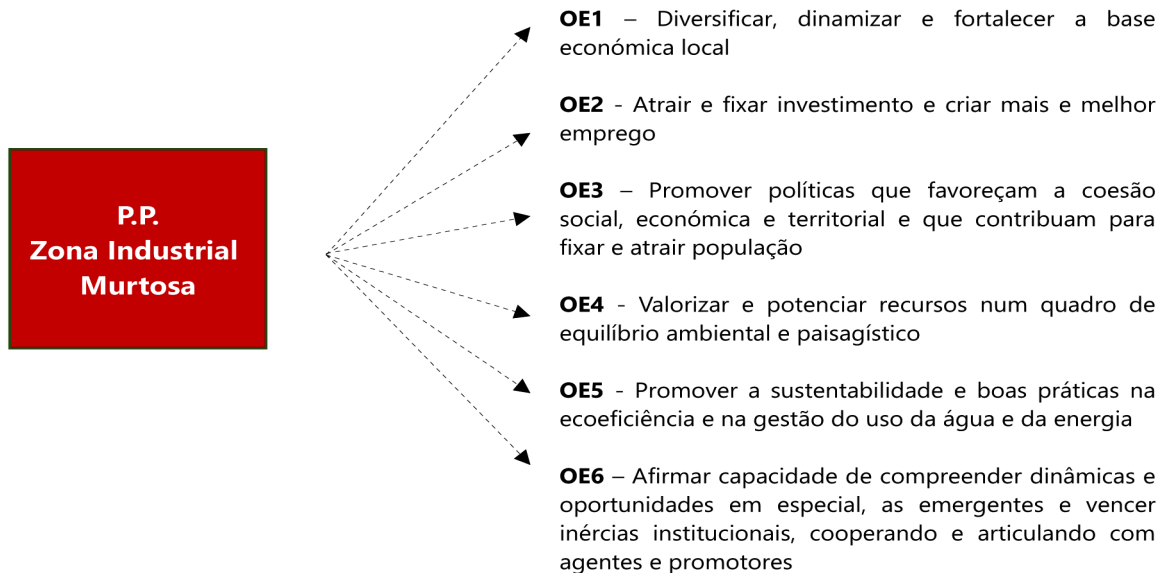 P.P.
Zona Industrial
Murtosa
OE1 – Diversificar, dinamizar e fortalecer a base
económica local
OE2 - Atrair e fixar investimento e criar mais e melhor
emprego
OE3 – Promover políticas que favoreçam a coesão
social, económica e territorial e que contribuam para
fixar e atrair população
OE4 - Valorizar e potenciar recursos num quadro de
equilíbrio ambiental e paisagístico
OE5 - Promover a sustentabilidade e boas práticas na
ecoeficiência e na gestão do uso da água e da energia
OE6 – Afirmar capacidade de compreender dinâmicas e
oportunidades em especial, as emergentes e vencer
inércias institucionais, cooperando e articulando com
agentes e promotores